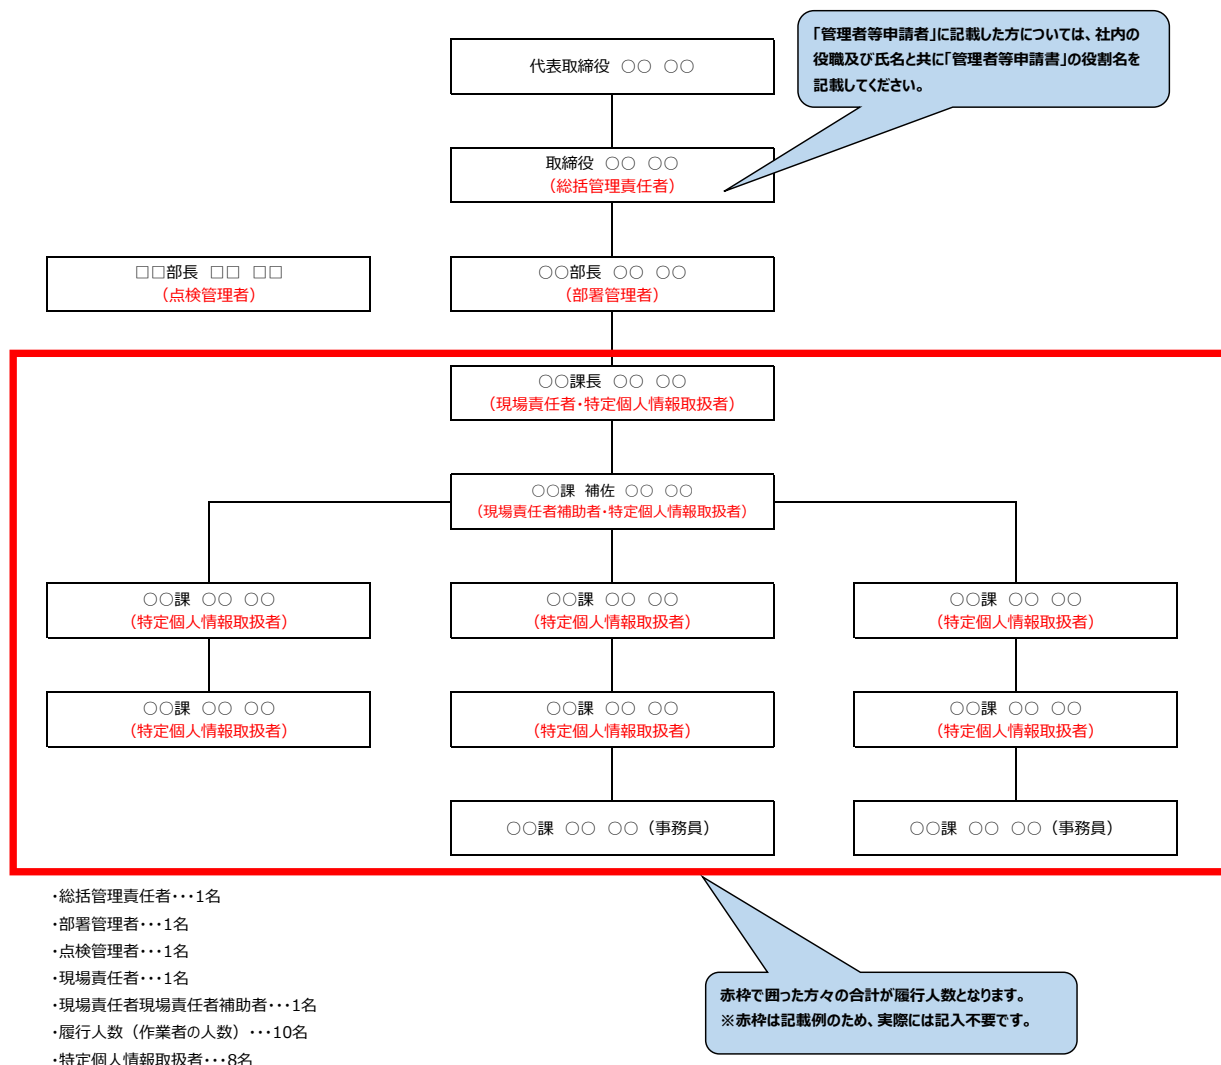 「管理者等申請者」に記載した方については、社内の
役職及び氏名と共に「管理者等申請書」の役割名を
記載してください。
代表取締役 ○○ ○○
取締役 ○○ ○○
（総括管理責任者）
□□部長 □□ □□
（点検管理者）
○○部長 ○○ ○○
（部署管理者）
○○課長 ○○ ○○
（現場責任者・特定個人情報取扱者）
○○課 補佐 ○○ ○○
（現場責任者補助者・特定個人情報取扱者）
○○課 ○○ ○○
（特定個人情報取扱者）
○○課 ○○ ○○
（特定個人情報取扱者）
○○課 ○○ ○○
（特定個人情報取扱者）
○○課 ○○ ○○
（特定個人情報取扱者）
○○課 ○○ ○○
（特定個人情報取扱者）
○○課 ○○ ○○
（特定個人情報取扱者）
○○課 ○○ ○○（事務員）
○○課 ○○ ○○（事務員）
・総括管理責任者・・・1名
・部署管理者・・・1名
・点検管理者・・・1名
・現場責任者・・・1名
・現場責任者現場責任者補助者・・・1名
・履行人数（作業者の人数）・・・10名
・特定個人情報取扱者・・・8名
赤枠で囲った方々の合計が履行人数となります。
※赤枠は記載例のため、実際には記入不要です。